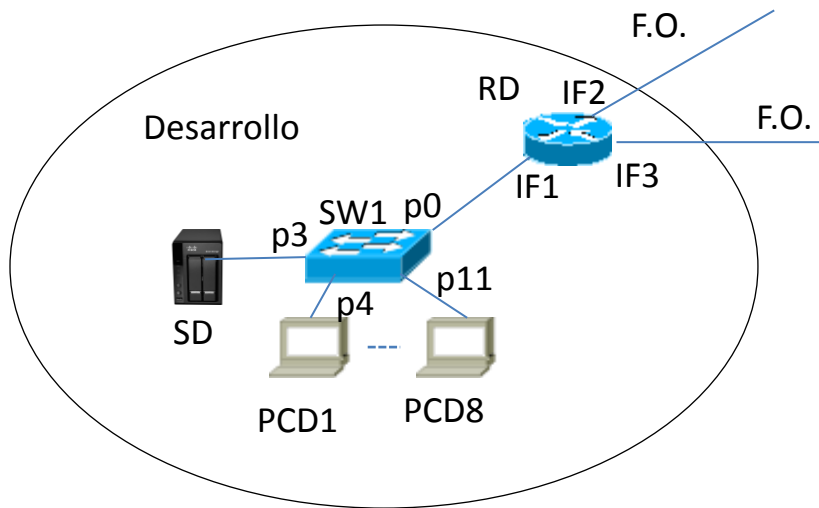 F.O.
RD
IF2
F.O.
Desarrollo
IF1
IF3
SW1
p0
p3
p4
p11
SD
PCD1
PCD8